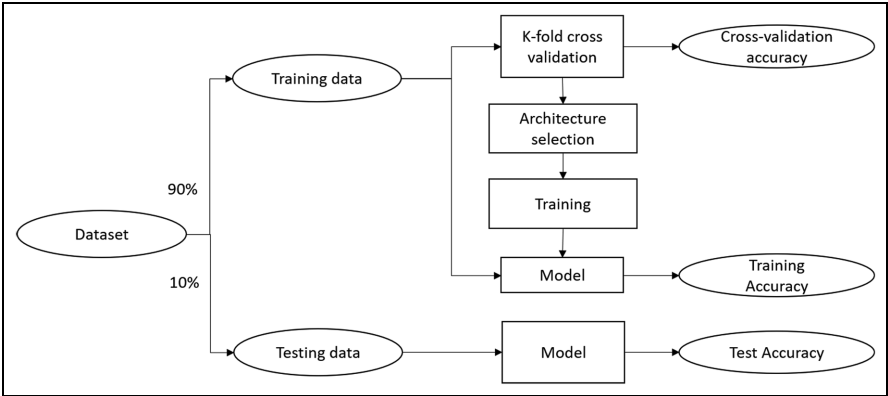 K-fold cross
validation
Cross-validation
accuracy
Training data
Architecture
selection
90%
Training
Dataset
10%
Model
Training
Accuracy
Testing data
Model
Test Accuracy